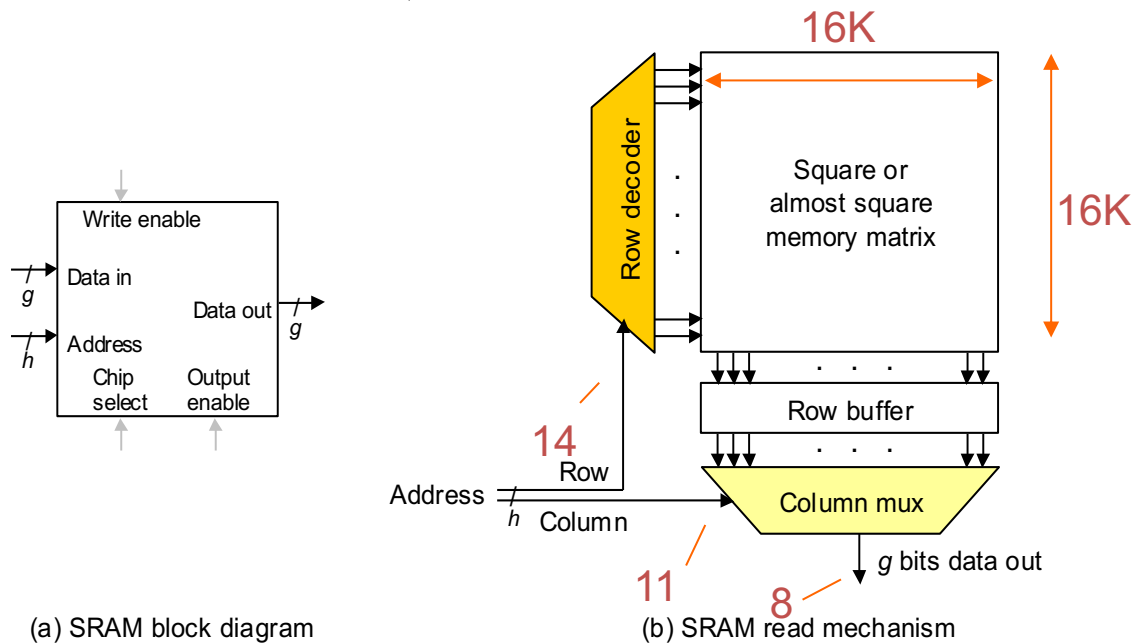 Write enable
Data in
g
Data out
g
Address
h
Chip
select
Output
enable
(a) SRAM block diagram
16K
Row decoder
. . .
Square or
almost square
memory matrix
16K
. . .
Row buffer
. . .
14
Row
Address
h
Column
Column mux
11
g bits data out
8
(b) SRAM read mechanism